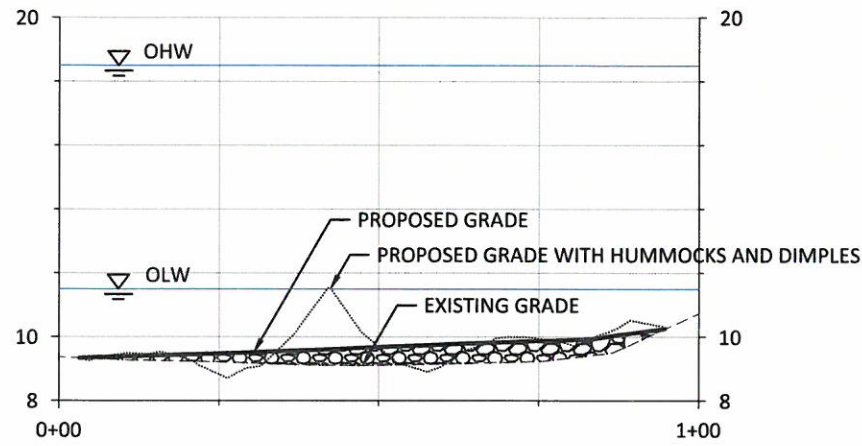 20
20
OHW
PROPOSED GRADE
PROPOSED GRADE WITH HUMMOCKS AND DIMPLES
OLW
EXISTING GRADE
10
10
8
8
0+00
1+00